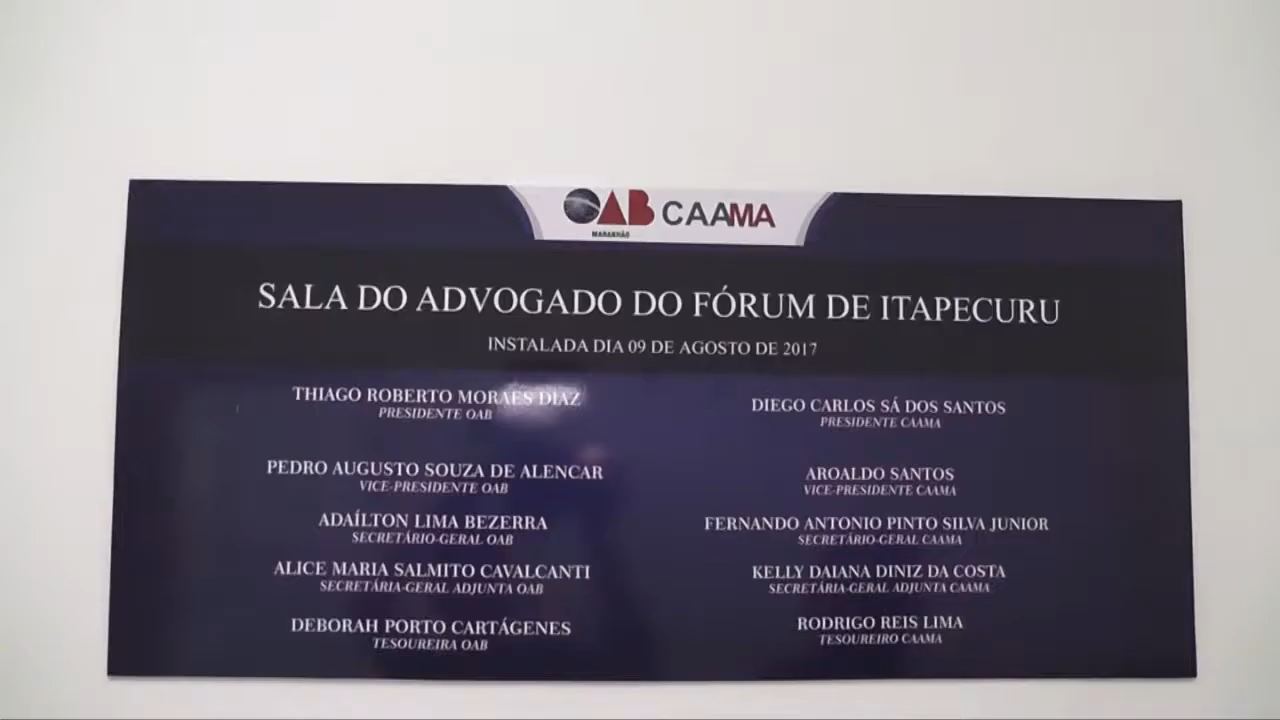 OAB CAAMA
MARANHÃO
SALA DO ADVOGADO DO FÓRUM DE ITAPECURU
INSTALADA DIA 09 DE AGOSTO DE 2017
THIAGO ROBERTO MORAES DIAZ
PRESIDENTE OAB
PEDRO AUGUSTO SOUZA DE ALENCAR
VICE-PRESIDENTE OAB
ADAÍLTON LIMA BEZERRA
SECRETÁRIO-GERAL OAB
ALICE MARIA SALMITO CAVALCANTI
SECRETÁRIA-GERAL ADJUNTA OAB
DEBORAH PORTO CARTÁGENES
TESOUREIRA OAB
DIEGO CARLOS SÁ DOS SANTOS
PRESIDENTE CAAMA
AROALDO SANTOS
VICE-PRESIDENTE CAAMA
FERNANDO ANTONIO PINTO SILVA JUNIOR
SECRETÁRIO-GERAL CAAMA
KELLY DAIANA DINIZ DA COSTA
SECRETÁRIA-GERAL ADJUNTA CAAMA
RODRIGO REIS LIMA
TESOUREIRO CAAMA